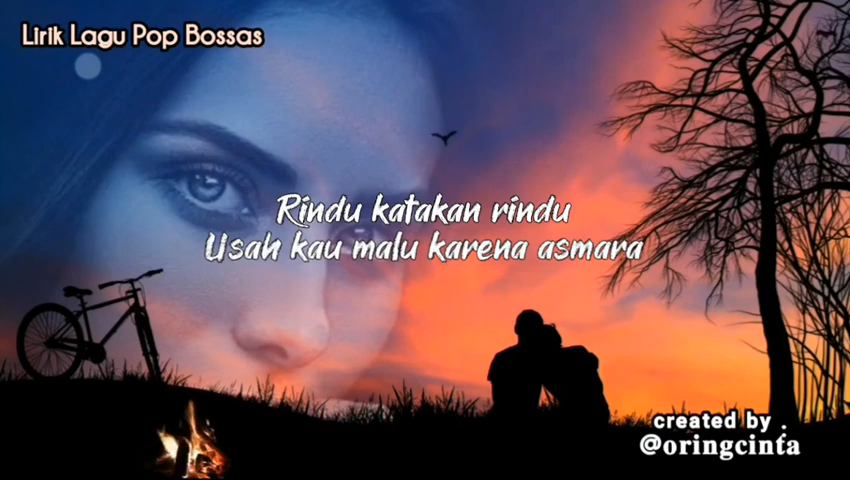 Lirik Lagu Pop Bossas
Rindu katakan rindu
Usah kau malu karena asmara
created by .
@oringcinta